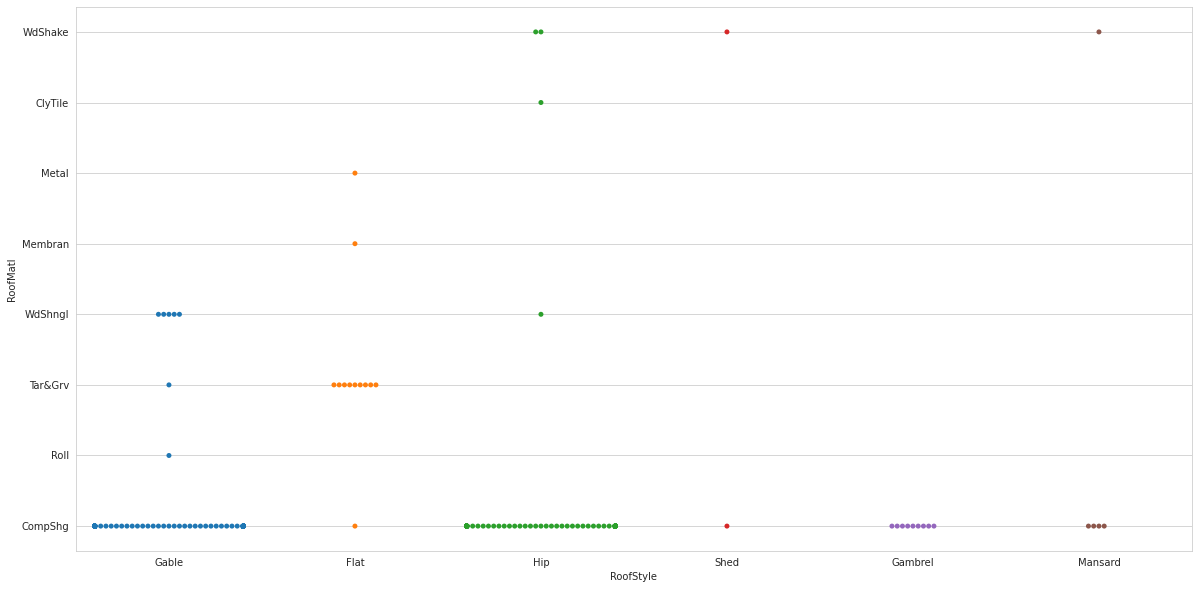 WdShake
ClyTile
Metal
Membran
WdShngl
Tar&Grv
Roll
CompShg
RoofMatl
Gable Flat Hip Shed Gambrel Mansard
RoofStyle